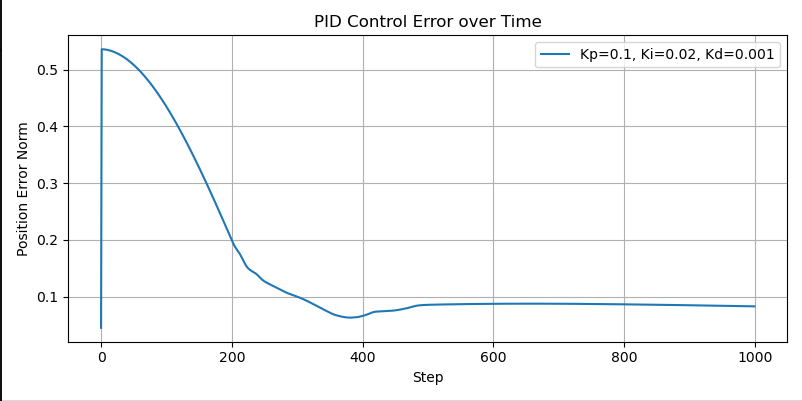 PID Control Error over Time
Kp=0.1, Ki=0.02, Kd=0.001
Position Error Norm
0.5
0.4
0.3
0.2
0.1
0 200 400 600 800 1000
Step